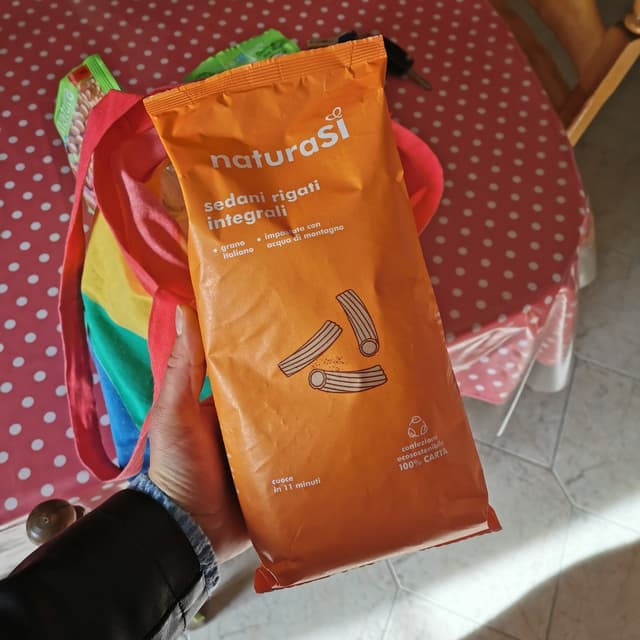 naturasì
sedani rigati
integrali
• grano
italiano
• impastato con
acqua di montagna
confezione
ecosostenibile
100% CARTA
cuoce
in 11 minuti